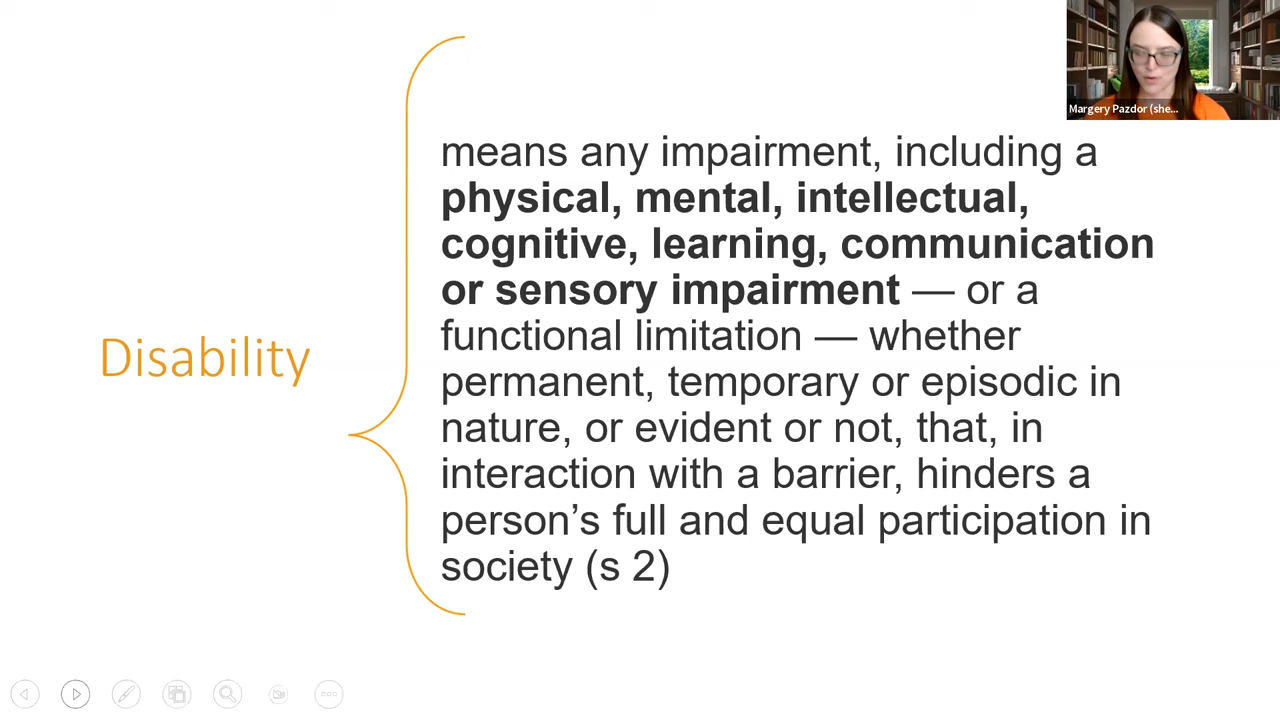 Margery Pazdor (she...
means any impairment, including a
physical, mental, intellectual,
cognitive, learning, communication
or sensory impairment — or a
functional limitation — whether
permanent, temporary or episodic in
nature, or evident or not, that, in
interaction with a barrier, hinders a
person’s full and equal participation in
society (s 2)
Disability